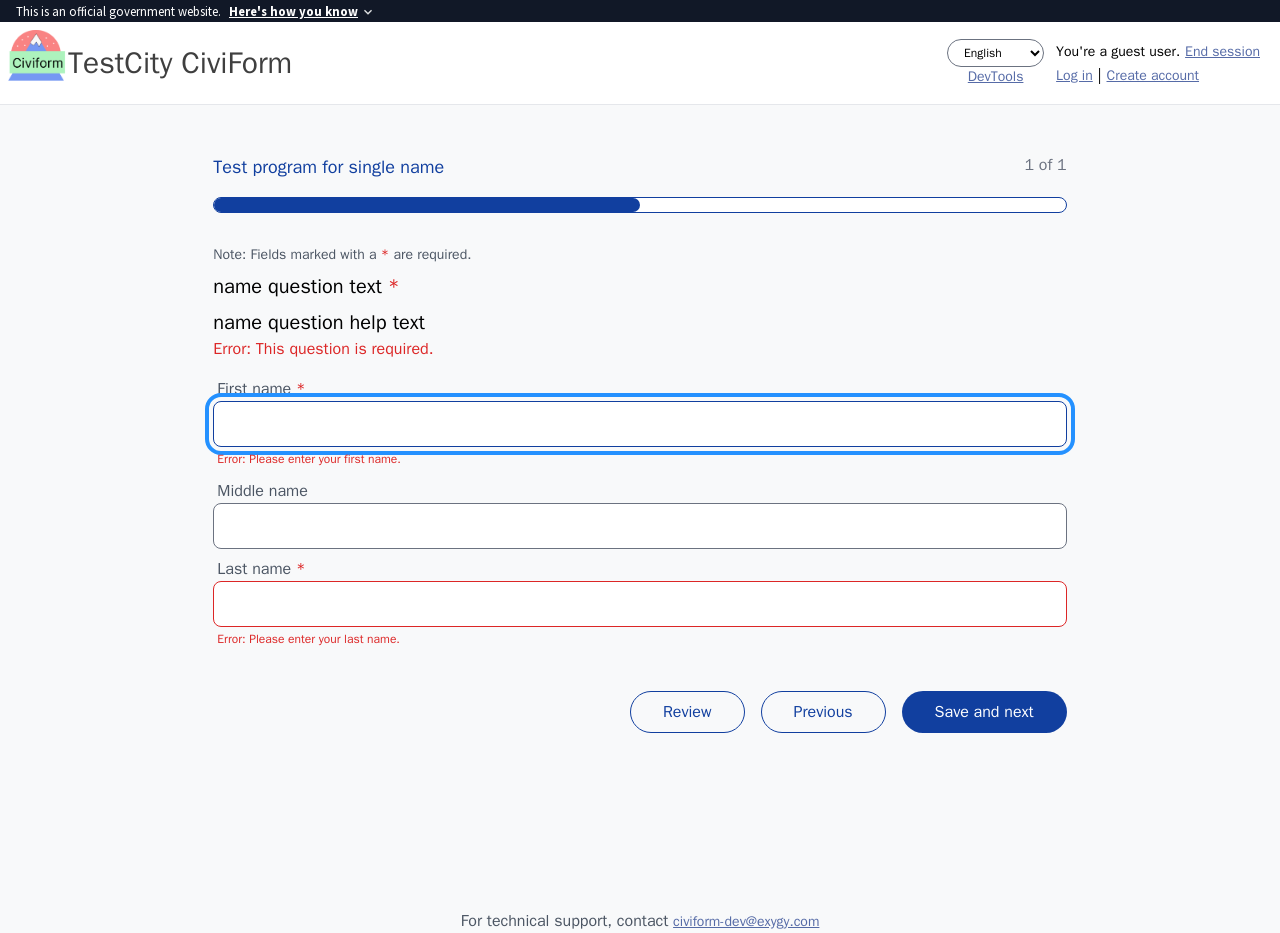 This is an official government website. Here's how you know
Civiform TestCity CiviForm
English
DevTools
You're a guest user. End session
Log in | Create account
Test program for single name
1 of 1
Note: Fields marked with a * are required.
name question text *
name question help text
Error: This question is required.
First name *
Error: Please enter your first name.
Middle name
Last name *
Error: Please enter your last name.
Review Previous Save and next
For technical support, contact civiform-dev@exygy.com